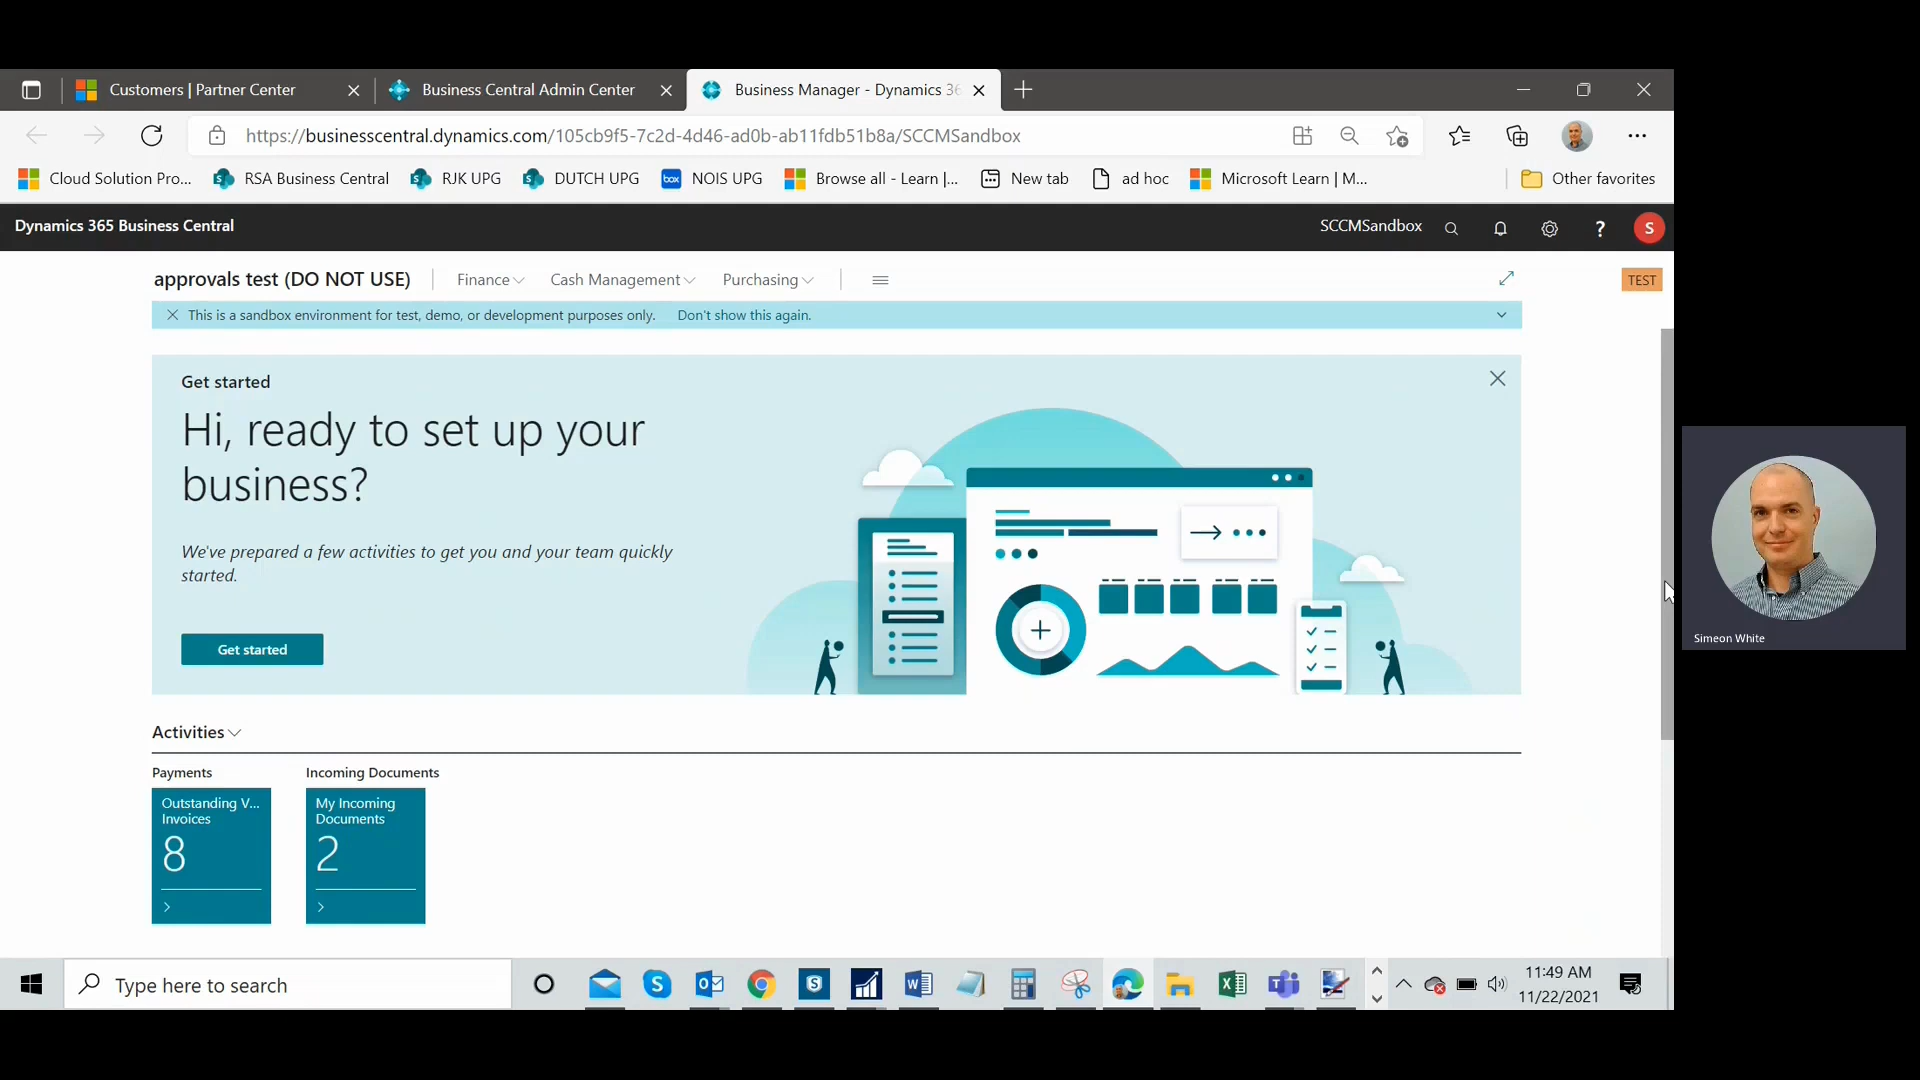 Customers | Partner Center
Business Central Admin Center
Business Manager - Dynamics 36
https://businesscentral.dynamics.com/105cb9f5-7c2d-4d46-ad0b-ab11fdb51b8a/SCCMSandbox
Cloud Solution Pro...
RSA Business Central
RJK UPG
DUTCH UPG
box
NOIS UPG
Browse all - Learn |...
New tab
ad hoc
Microsoft Learn | M...
Other favorites
Dynamics 365 Business Central
SCCMSandbox
?
S
approvals test (DO NOT USE)
Finance
Cash Management
Purchasing
TEST
This is a sandbox environment for test, demo, or development purposes only.
Don't show this again.
Get started
Hi, ready to set up your
business?
We've prepared a few activities to get you and your team quickly
started.
Get started
Simeon White
Activities
Payments
Incoming Documents
Outstanding V...
Invoices
8
My Incoming
Documents
2
Type here to search
11:49 AM
11/22/2021